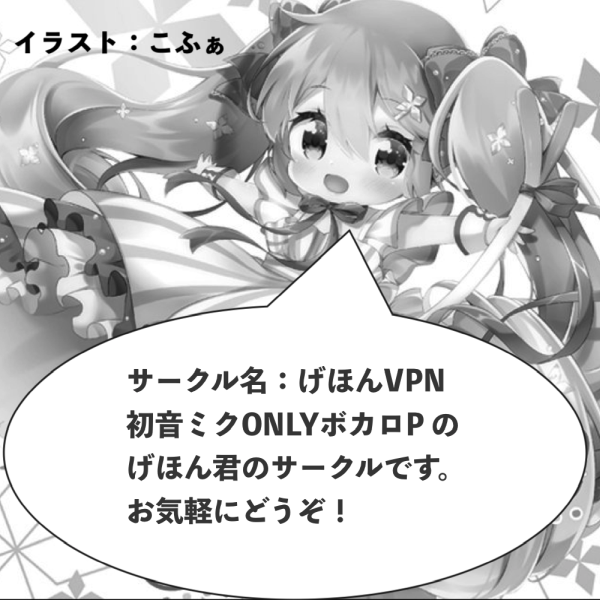 イラスト：こふぁ
サークル名：げほんVPN
初音ミクONLYボカロP の
げほん君のサークルです。
お気軽にどうぞ！